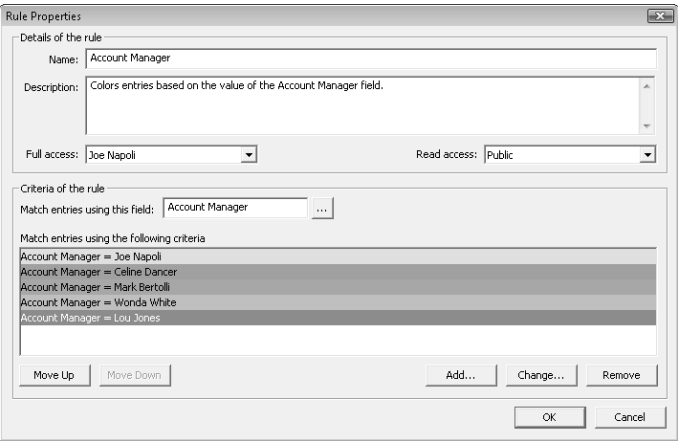 Rule Properties
Details of the rule
Name: Account Manager
Description: Colors entries based on the value of the Account Manager field.
Full access: Joe Napoli Read access: Public
Criteria of the rule
Match entries using this field: Account Manager ...
Match entries using the following criteria
Account Manager = Joe Napoli
Account Manager = Celine Dancer
Account Manager = Mark Bertolli
Account Manager = Wonda White
Account Manager = Lou Jones
Move Up Move Down Add... Change... Remove
OK Cancel